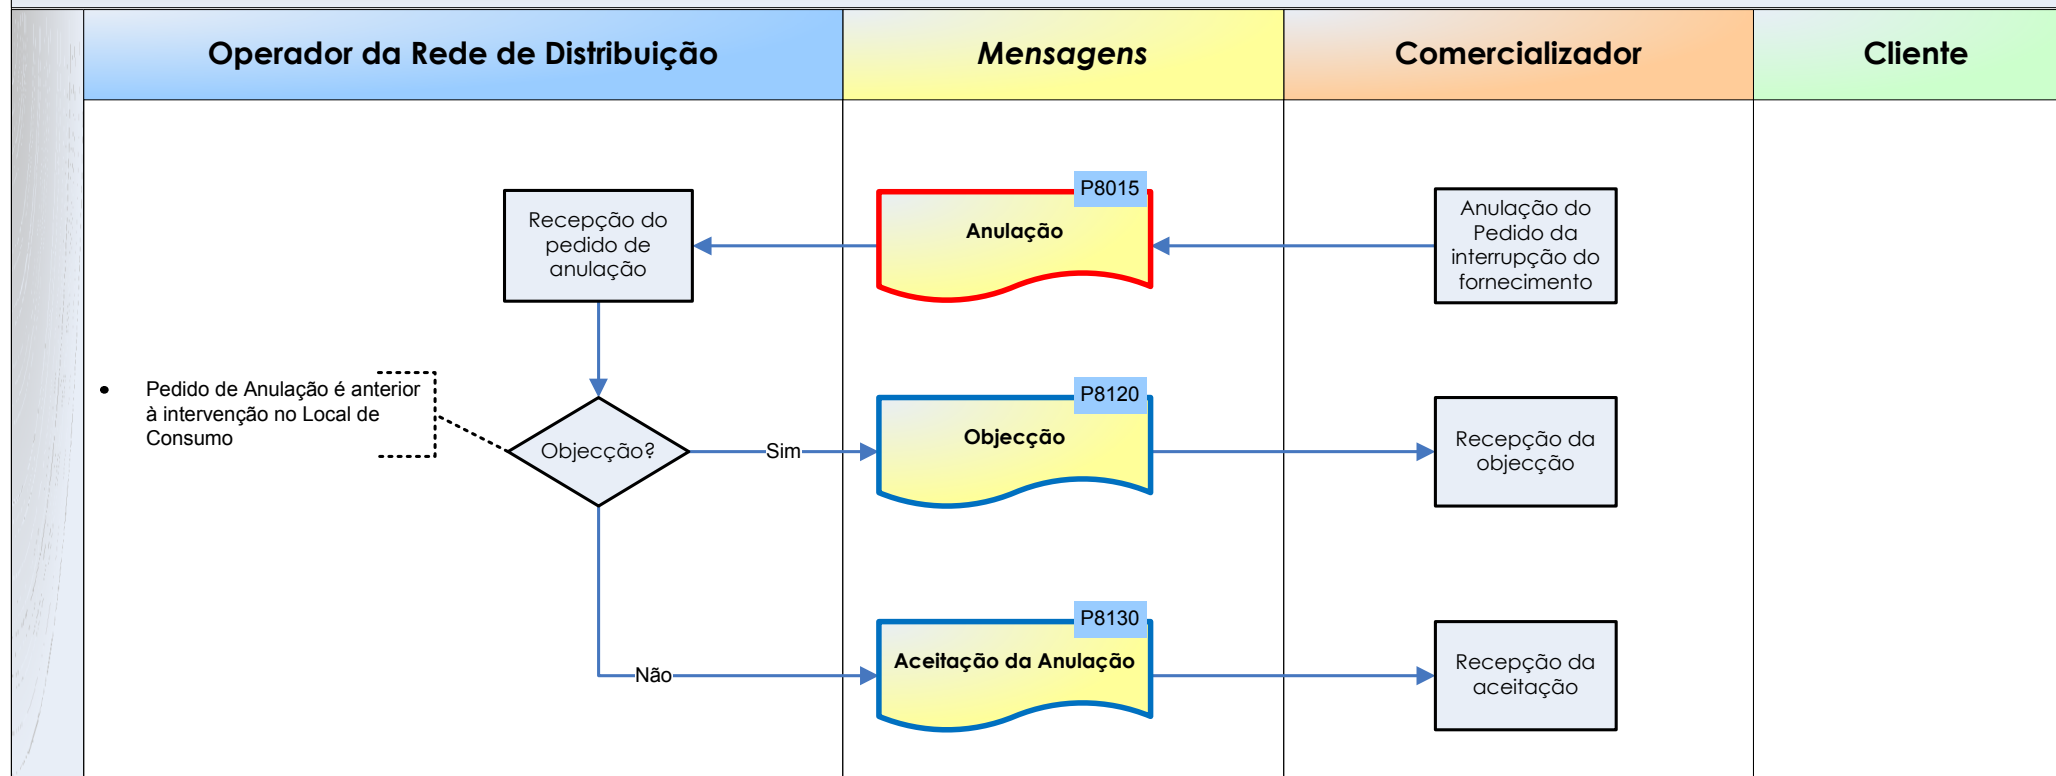 Operador da Rede de Distribuição
Mensagens
Comercializador
Cliente
P8015
Recepção do
pedido de
anulação
Anulação
Anulação do
Pedido da
interrupção do
fornecimento
• Pedido de Anulação é anterior
à intervenção no Local de
Consumo
Objecção?
Sim
P8120
Objecção
Recepção da
objecção
Não
P8130
Aceitação da Anulação
Recepção da
aceitação